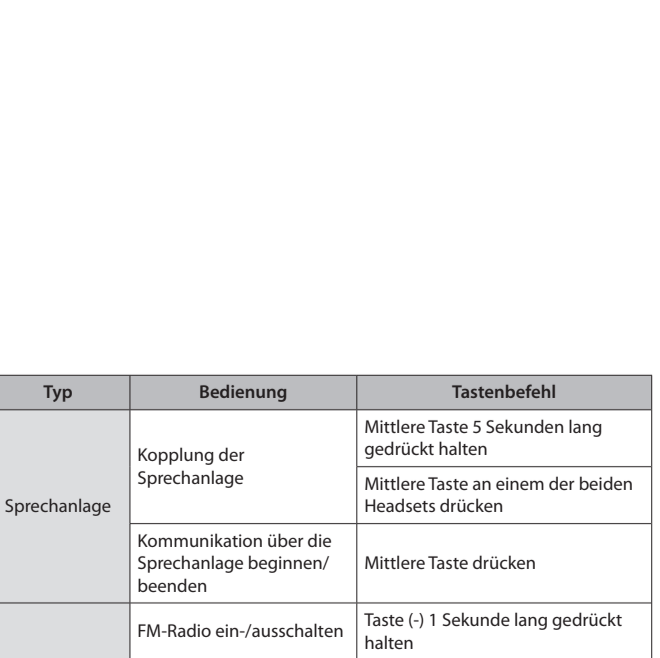 Typ Bedienung Tastenbefehl
Sprechanlage
Kopplung der
Sprechanlage
Mittlere Taste 5 Sekunden lang
gedrückt halten
Mittlere Taste an einem der beiden
Headsets drücken
Kommunikation über die
Sprechanlage beginnen/
beenden
Mittlere Taste drücken
FM-Radio ein-/ausschalten
Taste (-) 1 Sekunde lang gedrückt
halten